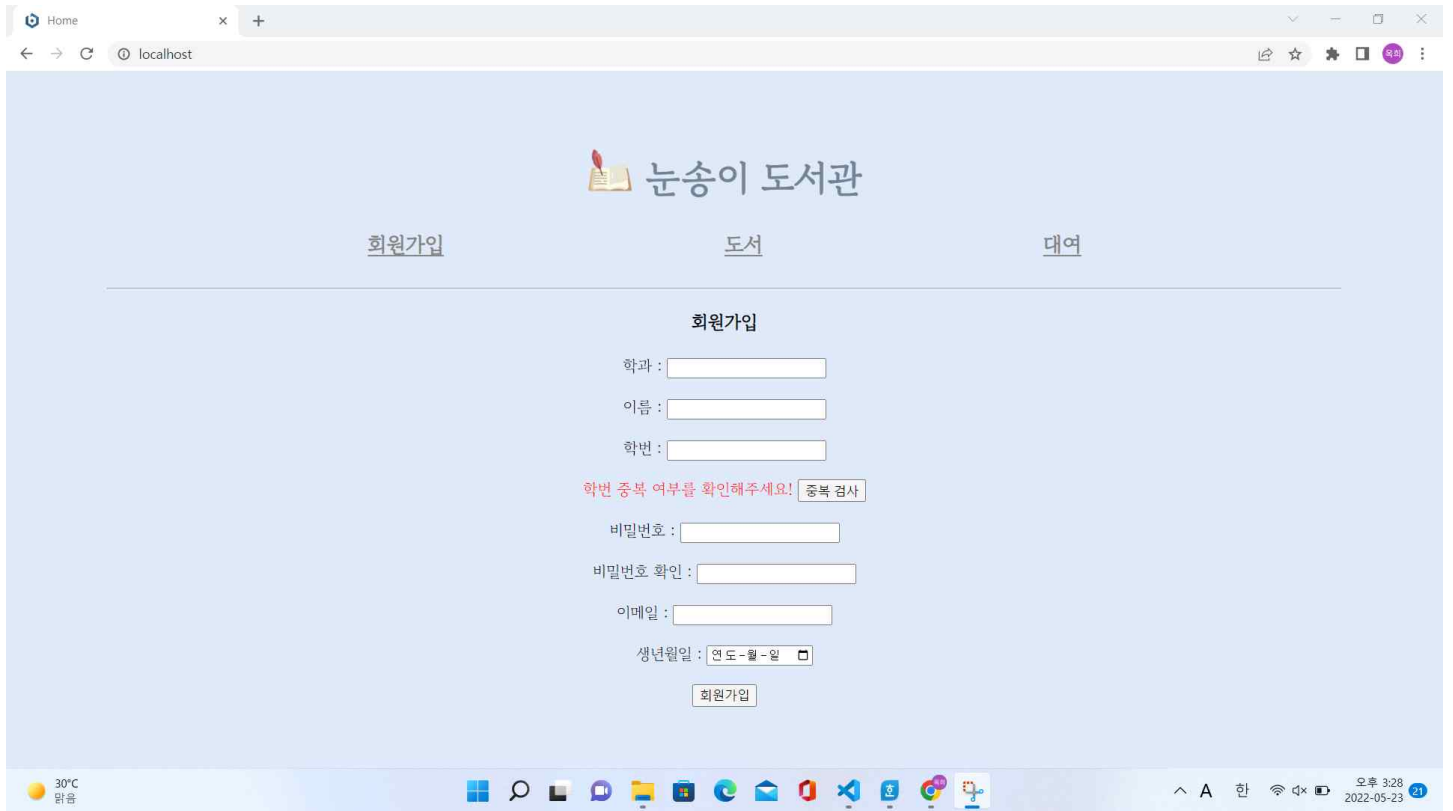 Home
localhost
옥희
눈송이 도서관
회원가입 도서 대여
회원가입
학과 :
이름 :
학번 :
학번 중복 여부를 확인해주세요! 중복 검사
비밀번호 :
비밀번호 확인 :
이메일 :
생년월일 : 연도-월-일
회원가입
30°C
맑음
A 한
오후 3:28
2022-05-23 21